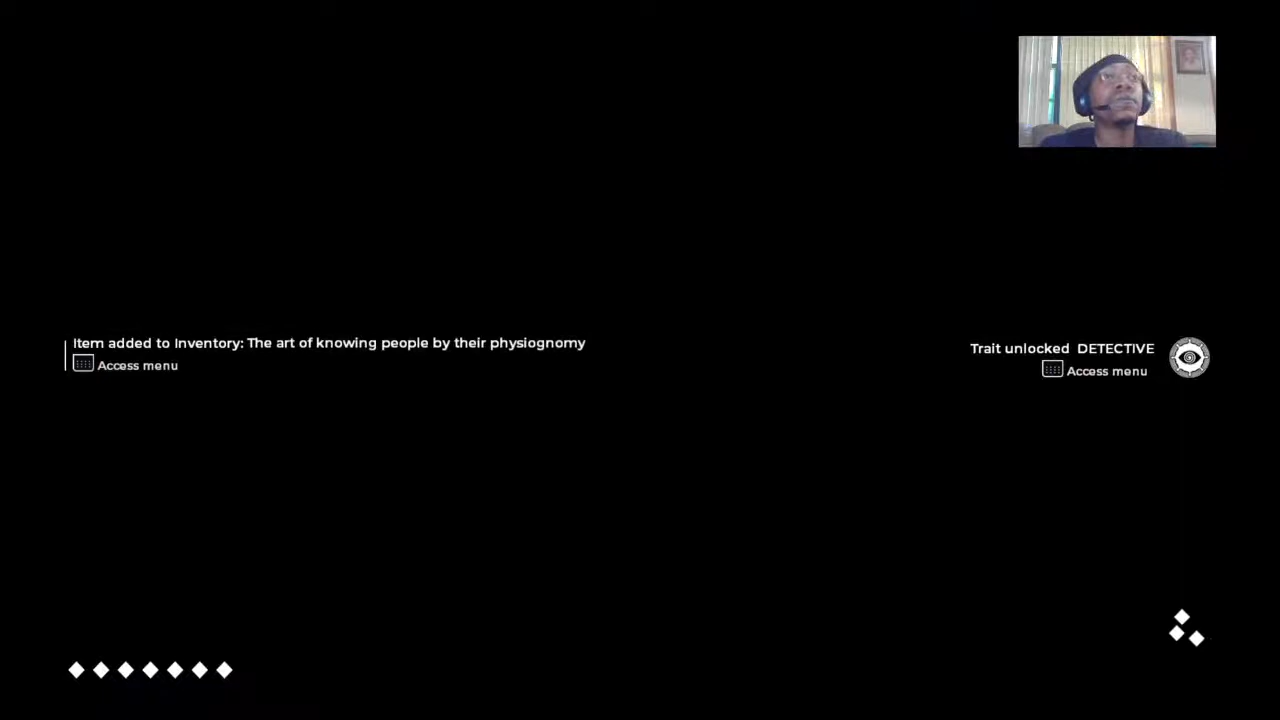 Item added to Inventory: The art of knowing people by their physiognomy
Access menu
Trait unlocked DETECTIVE
Access menu